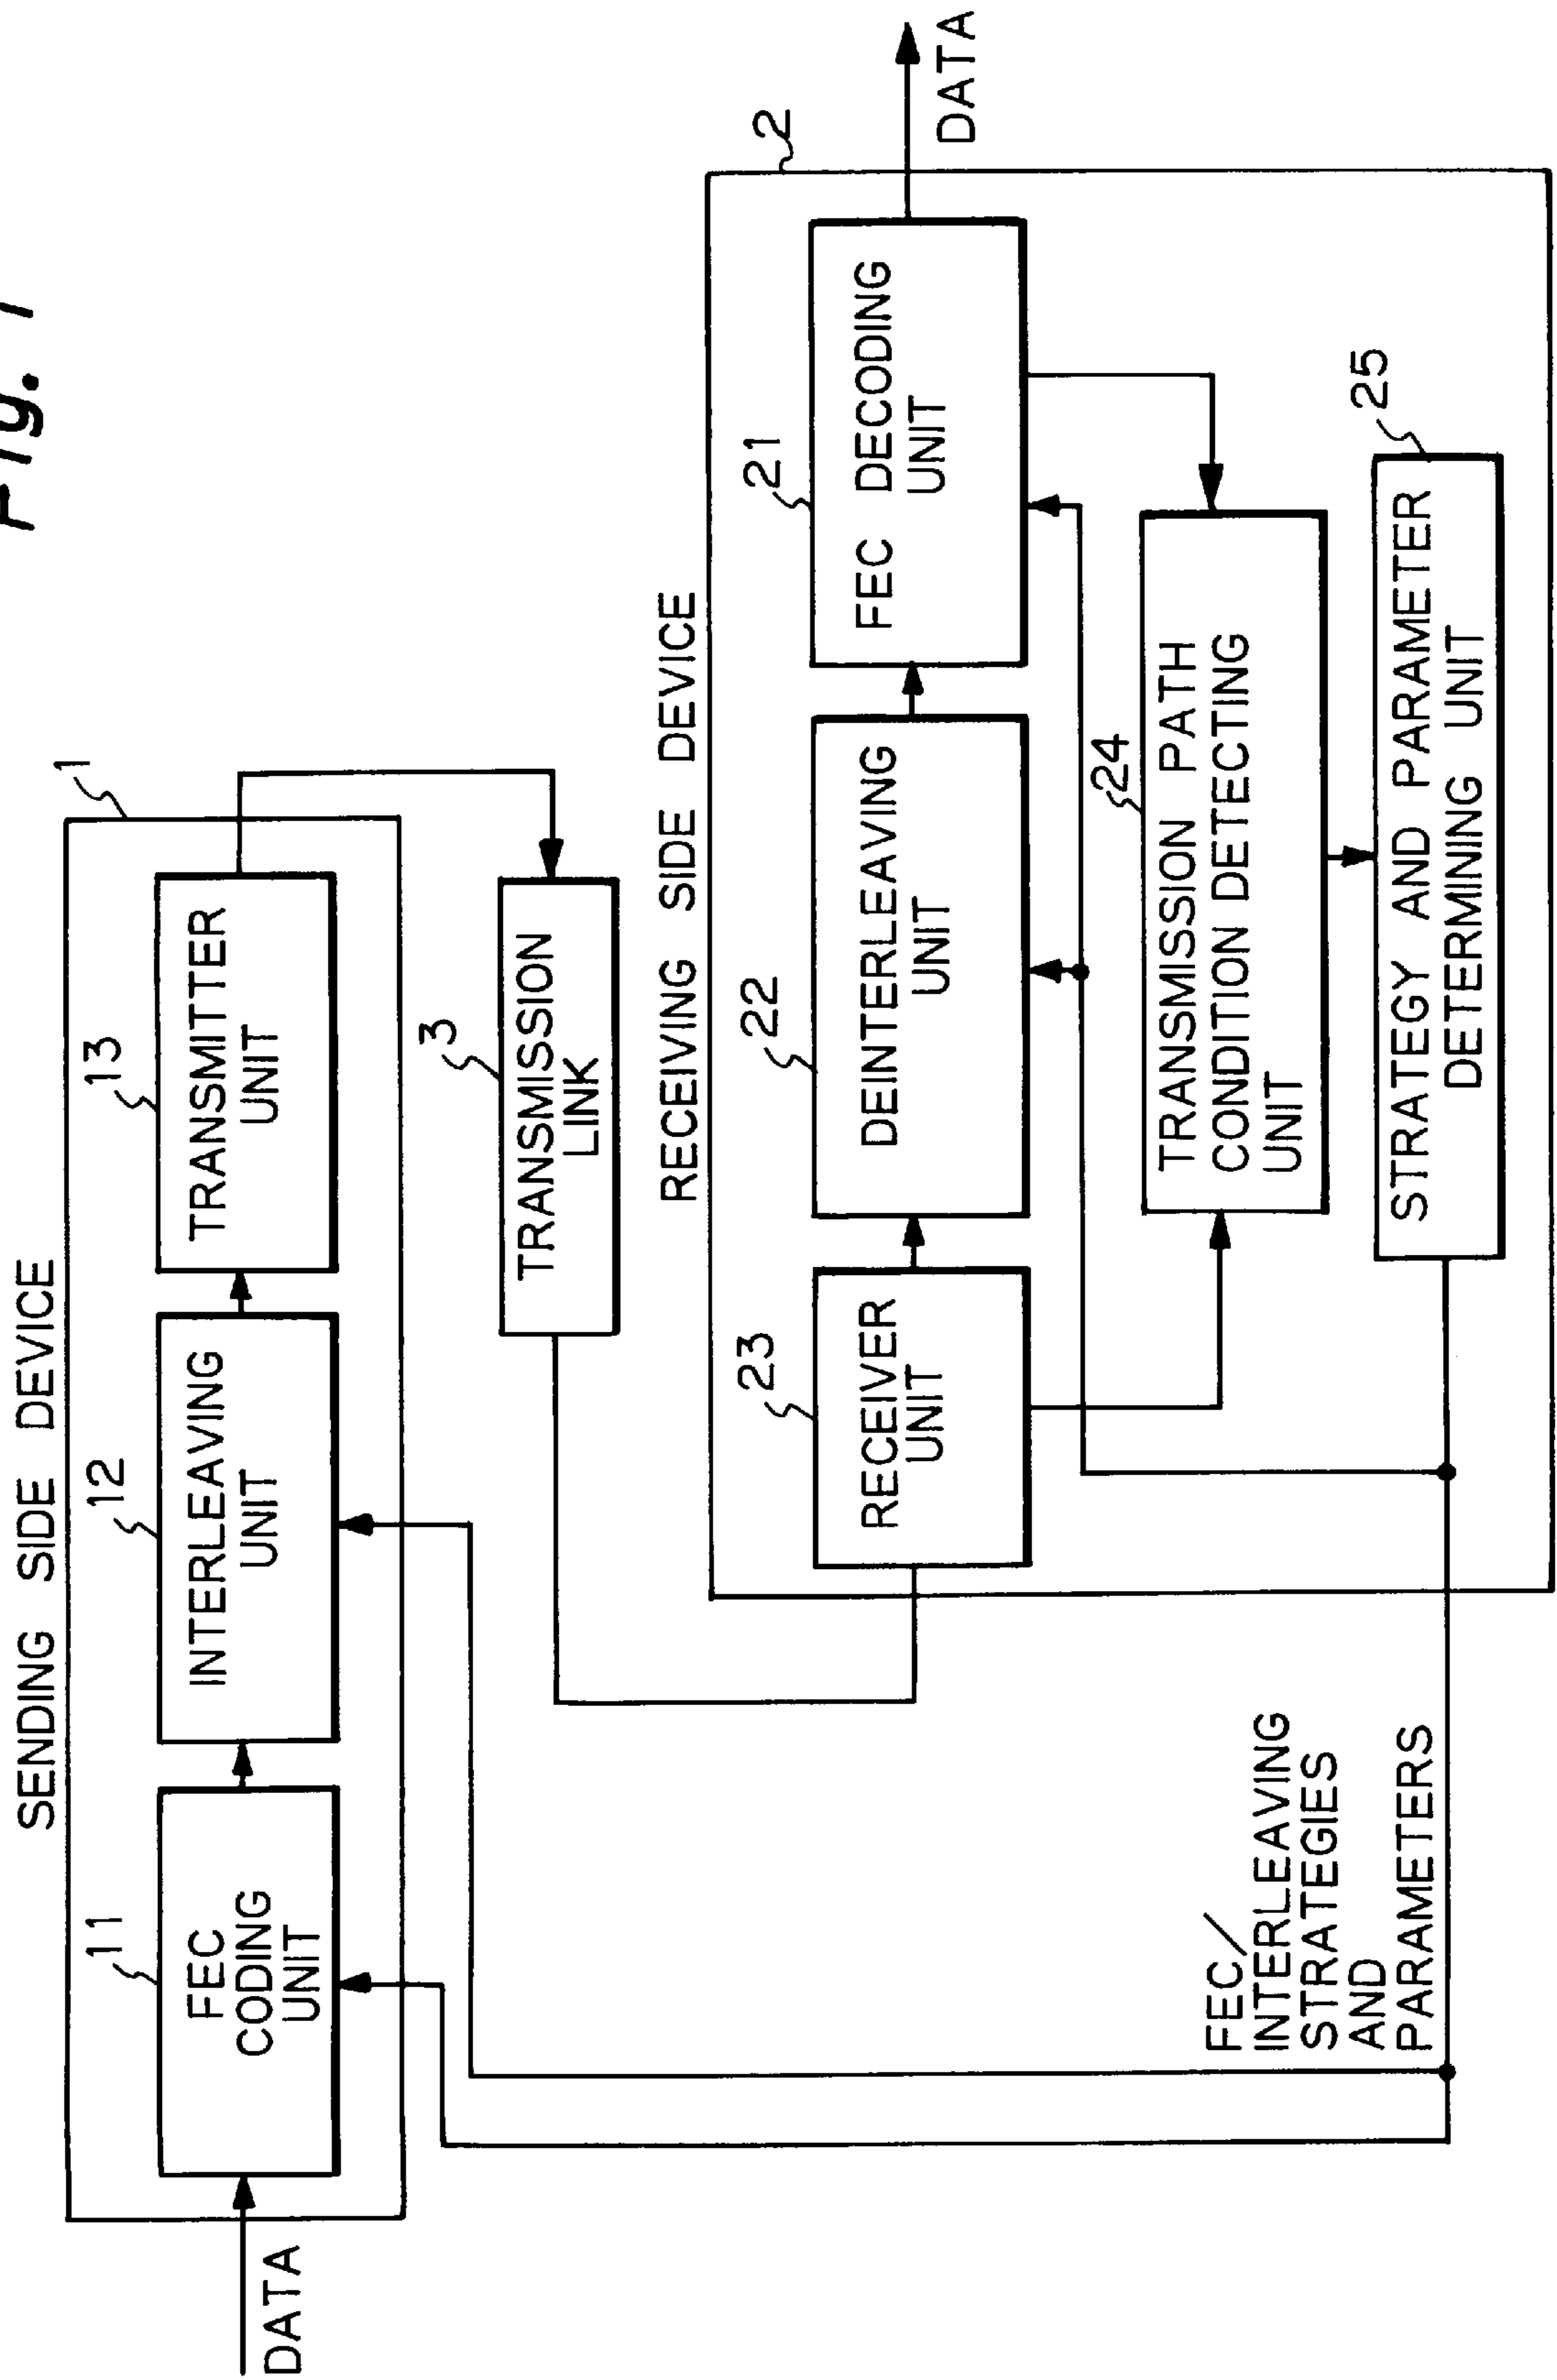 Fig. 1
SENDING SIDE DEVICE
1
DATA
11
FEC
CODING
UNIT
12
INTERLEAVING
UNIT
13
TRANSMITTER
UNIT
3
TRANSMISSION
LINK
RECEIVING SIDE DEVICE
2
23
RECEIVER
UNIT
22
DEINTERLEAVING
UNIT
21
FEC DECODING
UNIT
DATA
24
TRANSMISSION PATH
CONDITION DETECTING
UNIT
25
STRATEGY AND PARAMETER
DETERMINING UNIT
FEC/
INTERLEAVING
STRATEGIES
AND
PARAMETERS